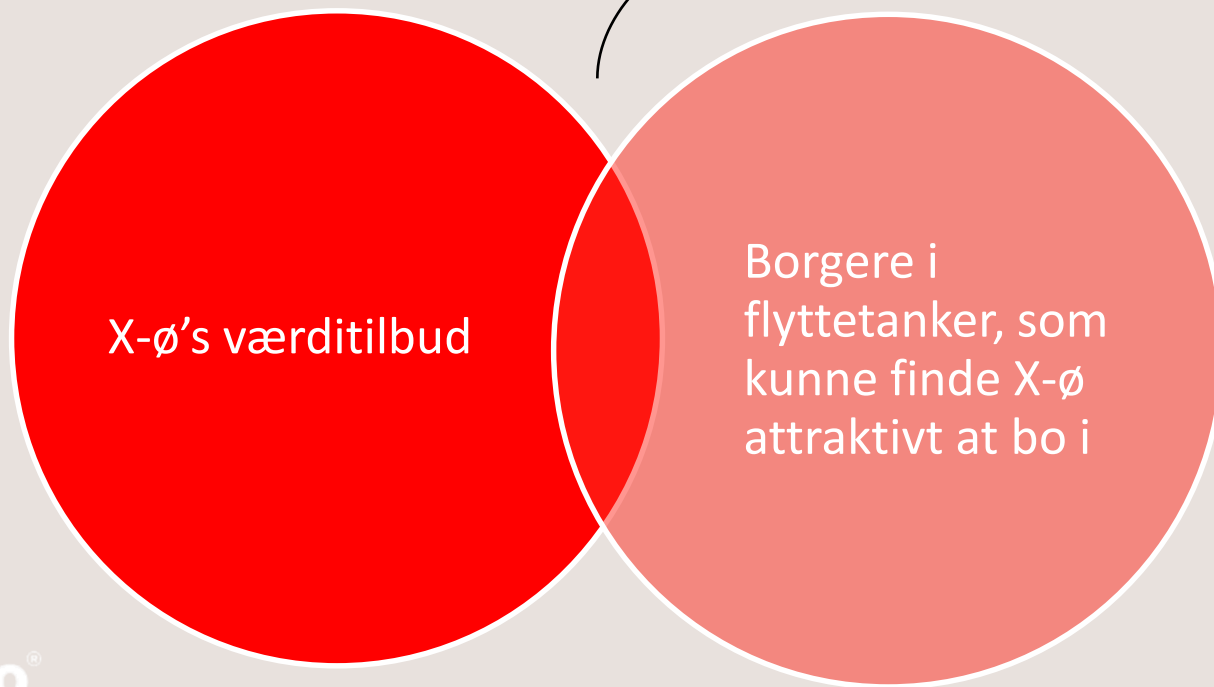 X-ø’s værditilbud
Borgere i
flyttetanker, som
kunne finde X-ø
attraktivt at bo i
®